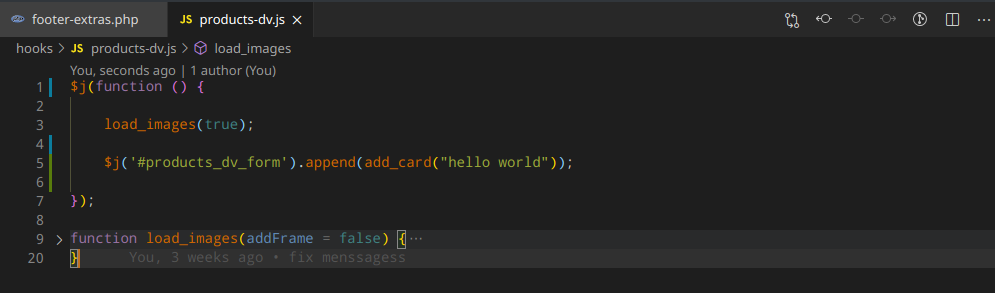 footer-extras.php JS products-dv.js
hooks > JS products-dv.js > load_images
You, seconds ago | 1 author (You)
1 $j(function () {
2
3 load_images(true);
4
5 $j('#products_dv_form').append(add_card("hello world"));
6
7 });
8
9 function load_images(addFrame = false) {···
20 } You, 3 weeks ago • fix menssagess